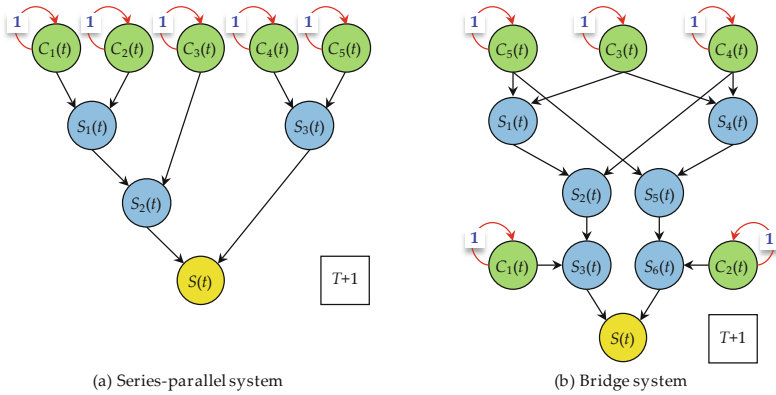 1 1 1 1 1
C₁(t) C₂(t) C₃(t) C₄(t) C₅(t)
S₁(t) S₃(t)
S₂(t)
S(t) T+1
(a) Series-parallel system
1 1 1
C₅(t) C₃(t) C₄(t)
S₁(t) S₄(t)
S₂(t) S₅(t)
1 1
C₁(t) S₃(t) S₆(t) C₂(t)
S(t) T+1
(b) Bridge system